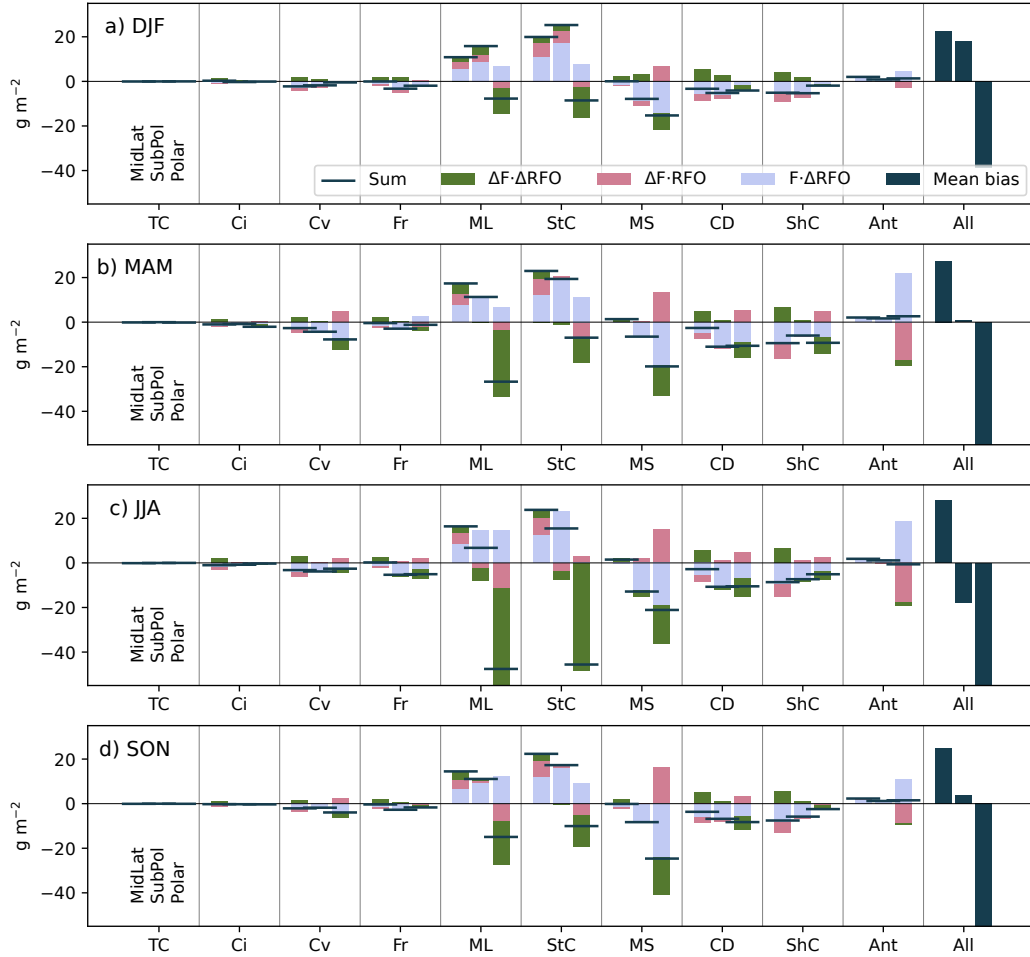 a) DJF
g m⁻²
20
0
−20
−40
MidLat
SubPol
Polar
Sum
ΔF·ΔRFO
ΔF·RFO
F·ΔRFO
Mean bias
TC Ci Cv Fr ML StC MS CD ShC Ant All
b) MAM
g m⁻²
20
0
−20
−40
MidLat
SubPol
Polar
TC Ci Cv Fr ML StC MS CD ShC Ant All
c) JJA
g m⁻²
20
0
−20
−40
MidLat
SubPol
Polar
TC Ci Cv Fr ML StC MS CD ShC Ant All
d) SON
g m⁻²
20
0
−20
−40
MidLat
SubPol
Polar
TC Ci Cv Fr ML StC MS CD ShC Ant All